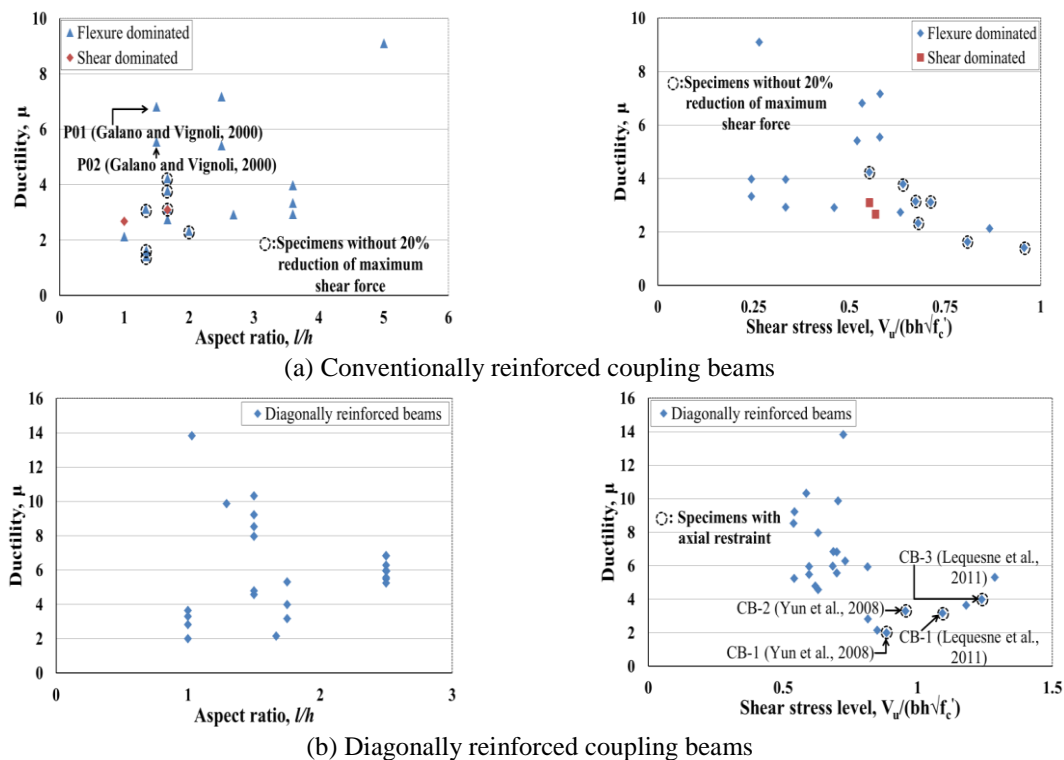 10
8
6
4
2
0
Ductility, μ
▲ Flexure dominated
◆ Shear dominated
P01 (Galano and Vignoli, 2000)
P02 (Galano and Vignoli, 2000)
:Specimens without 20%
reduction of maximum
shear force
0 1 2 3 4 5 6
Aspect ratio, l/h
10
8
6
4
2
0
Ductility, μ
◆ Flexure dominated
■ Shear dominated
:Specimens without 20%
reduction of maximum
shear force
0 0.25 0.5 0.75 1
Shear stress level, Vu/(bh√fc')
(a) Conventionally reinforced coupling beams
16
14
12
10
8
6
4
2
0
Ductility, μ
◆ Diagonally reinforced beams
0 1 2 3
Aspect ratio, l/h
16
14
12
10
8
6
4
2
0
Ductility, μ
◆ Diagonally reinforced beams
: Specimens with
axial restraint
CB-3 (Lequesne et al.,
2011)
CB-2 (Yun et al., 2008)
CB-1 (Yun et al., 2008)
CB-1 (Lequesne et al.,
2011)
0 0.5 1 1.5
Shear stress level, Vu/(bh√fc')
(b) Diagonally reinforced coupling beams